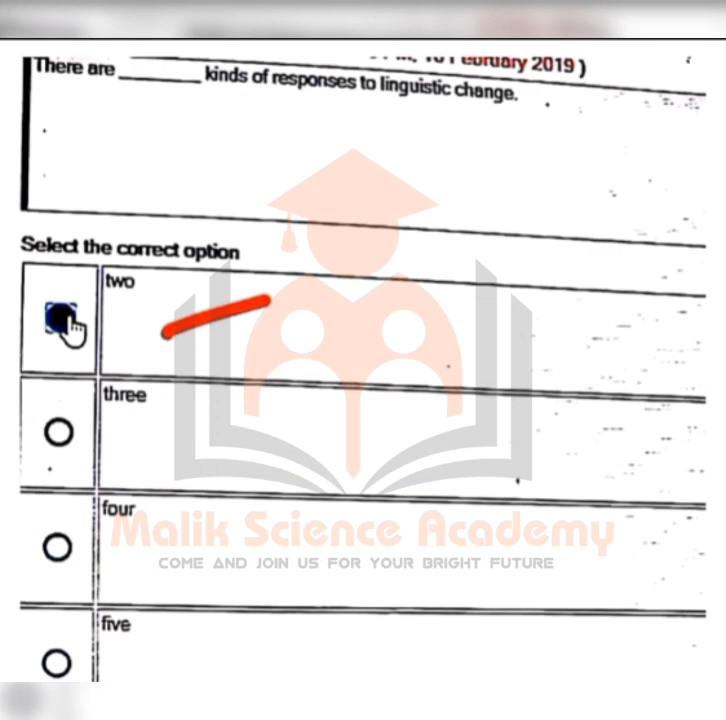 February 2019 )
There are ________ kinds of responses to linguistic change.
Select the correct option
two
three
four
Malik Science Academy
COME AND JOIN US FOR YOUR BRIGHT FUTURE
five